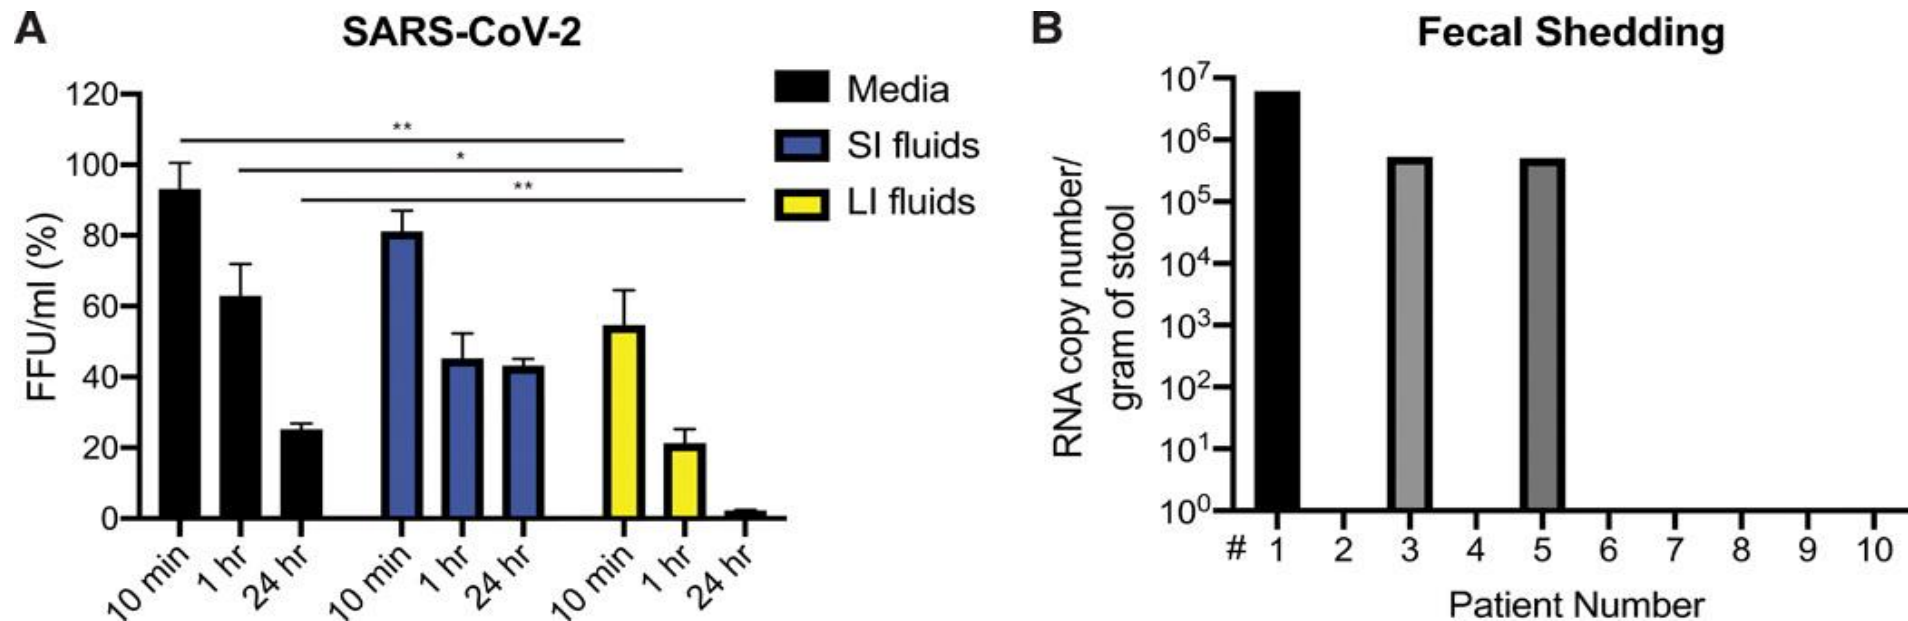 A
SARS-CoV-2
FFU/ml (%)
120
100
80
60
40
20
0
**
*
**
Media
SI fluids
LI fluids
10 min
1 hr
24 hr
10 min
1 hr
24 hr
10 min
1 hr
24 hr
B
Fecal Shedding
RNA copy number/
gram of stool
10⁷
10⁶
10⁵
10⁴
10³
10²
10¹
10⁰
# 1 2 3 4 5 6 7 8 9 10
Patient Number